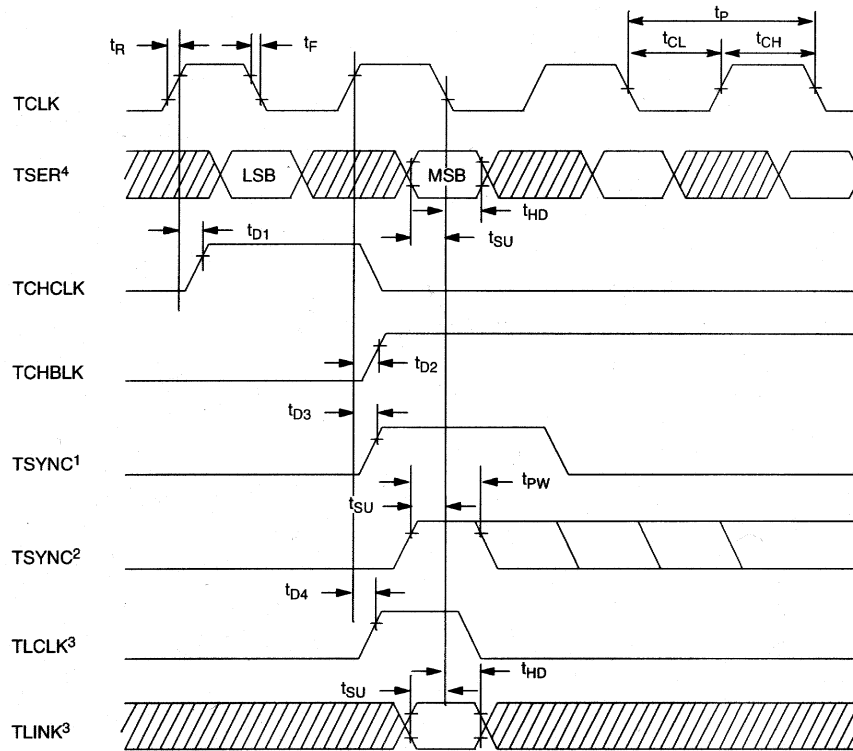 tP
tR tF tCL tCH
TCLK
TSER4 LSB MSB
tHD
tD1 tSU
TCHCLK
TCHBLK tD2
tD3
TSYNC1
tPW
tSU
TSYNC2
tD4
TLCLK3
tHD
tSU
TLINK3